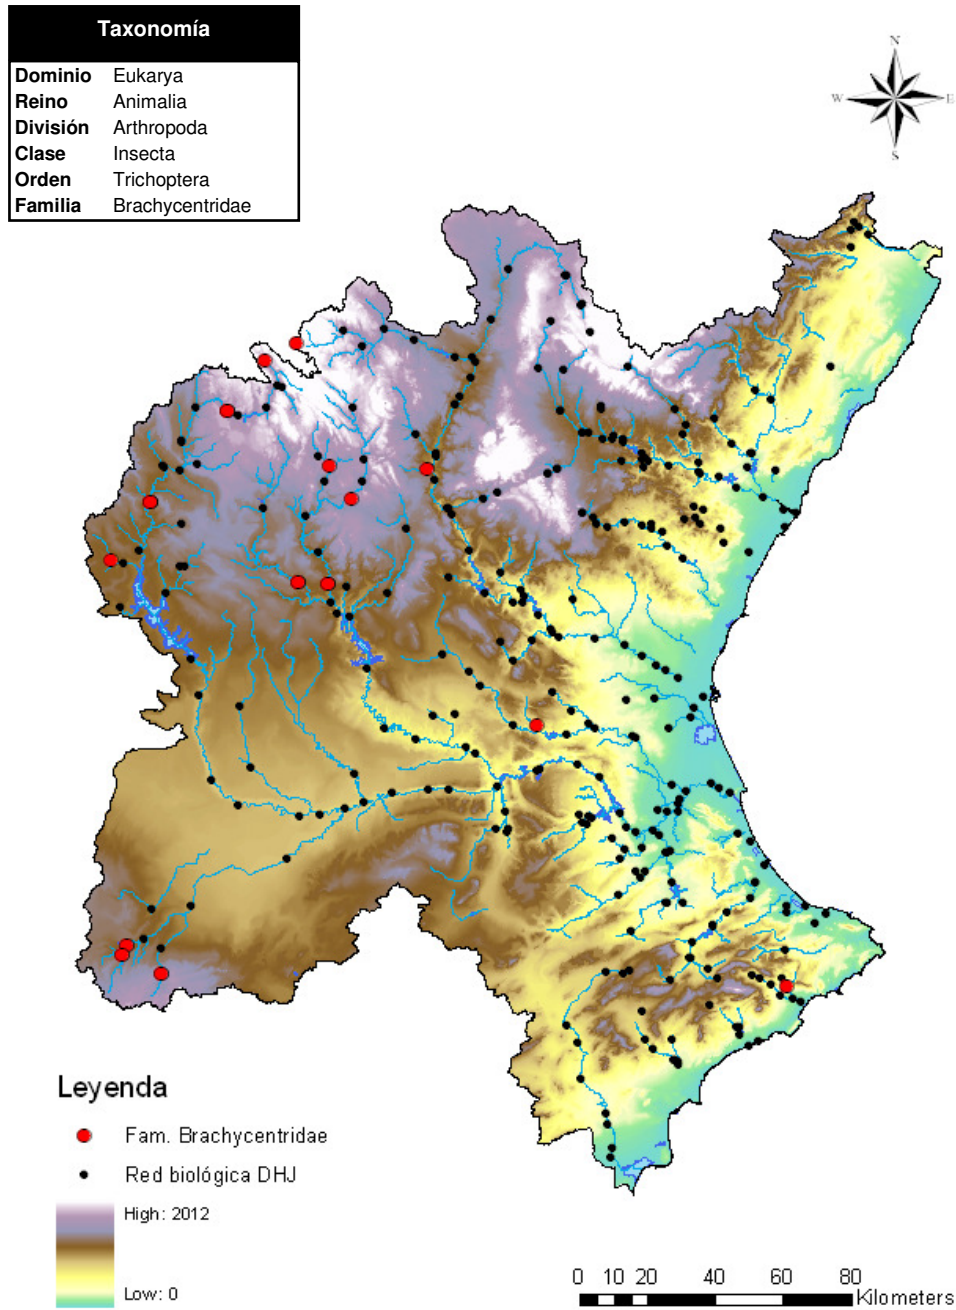 Taxonomía
Dominio Eukarya
Reino Animalia
División Arthropoda
Clase Insecta
Orden Trichoptera
Familia Brachycentridae
N
W E
S
Leyenda
Fam. Brachycentridae
Red biológica DHJ
High: 2012
Low: 0
0 10 20 40 60 80
Kilometers